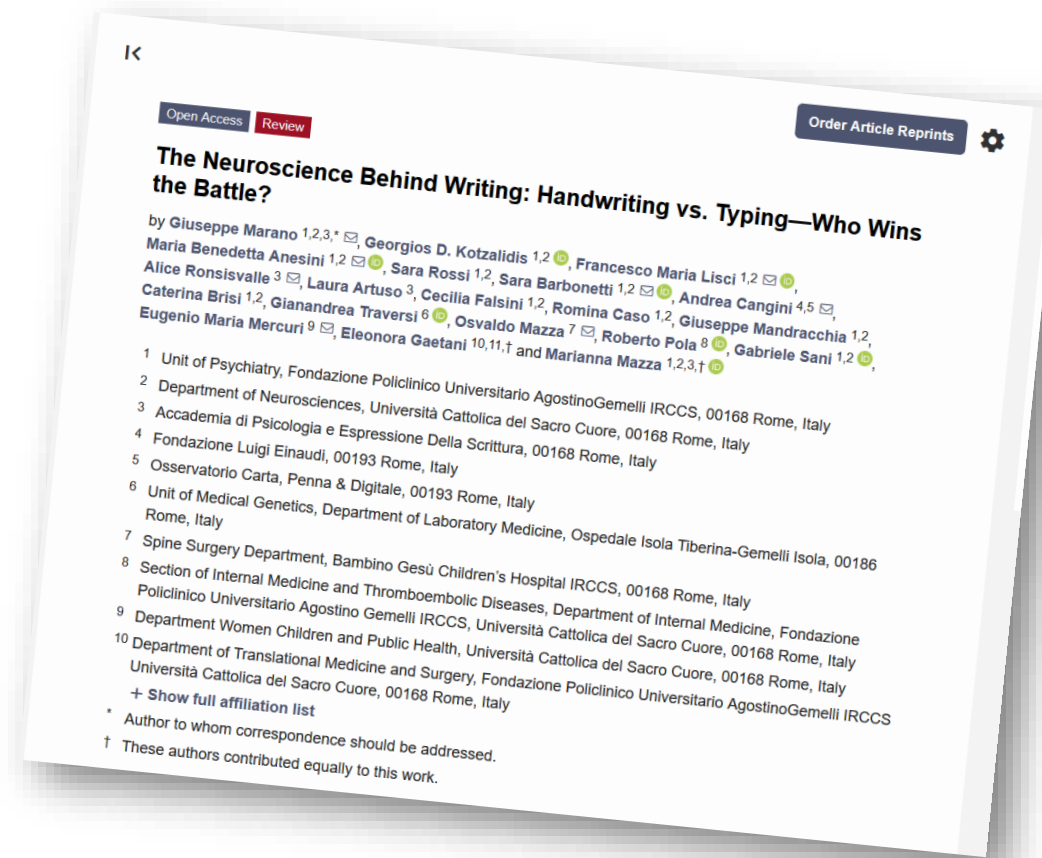 Open Access Review
Order Article Reprints
The Neuroscience Behind Writing: Handwriting vs. Typing—Who Wins
the Battle?
by Giuseppe Marano 1,2,3,* , Georgios D. Kotzalidis 1,2 , Francesco Maria Lisci 1,2 ,
Maria Benedetta Anesini 1,2 , Sara Rossi 1,2, Sara Barbonetti 1,2 , Andrea Cangini 4,5 ,
Alice Ronsisvalle 3 , Laura Artuso 3, Cecilia Falsini 1,2, Romina Caso 1,2, Giuseppe Mandracchia 1,2,
Caterina Brisi 1,2, Gianandrea Traversi 6 , Osvaldo Mazza 7 , Roberto Pola 8 , Gabriele Sani 1,2 ,
Eugenio Maria Mercuri 9 , Eleonora Gaetani 10,11,† and Marianna Mazza 1,2,3,†
1 Unit of Psychiatry, Fondazione Policlinico Universitario AgostinoGemelli IRCCS, 00168 Rome, Italy
2 Department of Neurosciences, Università Cattolica del Sacro Cuore, 00168 Rome, Italy
3 Accademia di Psicologia e Espressione Della Scrittura, 00168 Rome, Italy
4 Fondazione Luigi Einaudi, 00193 Rome, Italy
5 Osservatorio Carta, Penna & Digitale, 00193 Rome, Italy
6 Unit of Medical Genetics, Department of Laboratory Medicine, Ospedale Isola Tiberina-Gemelli Isola, 00186
Rome, Italy
7 Spine Surgery Department, Bambino Gesù Children's Hospital IRCCS, 00168 Rome, Italy
8 Section of Internal Medicine and Thromboembolic Diseases, Department of Internal Medicine, Fondazione
Policlinico Universitario Agostino Gemelli IRCCS, Università Cattolica del Sacro Cuore, 00168 Rome, Italy
9 Department Women Children and Public Health, Università Cattolica del Sacro Cuore, 00168 Rome, Italy
10 Department of Translational Medicine and Surgery, Fondazione Policlinico Universitario AgostinoGemelli IRCCS
Università Cattolica del Sacro Cuore, 00168 Rome, Italy
+ Show full affiliation list
* Author to whom correspondence should be addressed.
† These authors contributed equally to this work.